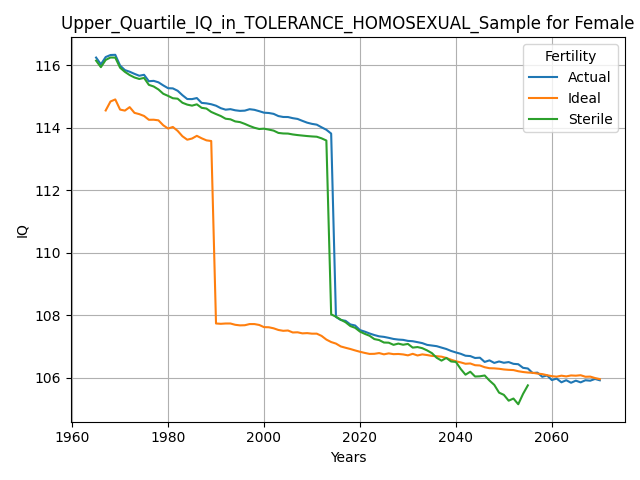 Upper_Quartile_IQ_in_TOLERANCE_HOMOSEXUAL_Sample for Female
Fertility
Actual
Ideal
Sterile
116
114
112
110
108
106
IQ
1960
1980
2000
2020
2040
2060
Years